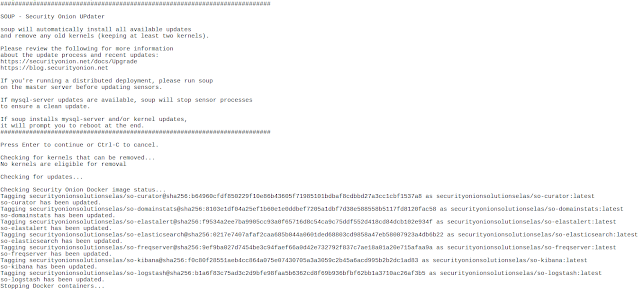 ######################################################################
SOUP - Security Onion UPdater
soup will automatically install all available updates
and remove any old kernels (keeping at least two kernels).
Please review the following for more information
about the update process and recent updates:
https://securityonion.net/docs/Upgrade
https://blog.securityonion.net
If you're running a distributed deployment, please run soup
on the master server before updating sensors.
If mysql-server updates are available, soup will stop sensor processes
to ensure a clean update.
If soup installs mysql-server and/or kernel updates,
it will prompt you to reboot at the end.
######################################################################
Press Enter to continue or Ctrl-C to cancel.
Checking for kernels that can be removed...
No kernels are eligible for removal
Checking for updates...
Checking Security Onion Docker image status...
Tagging securityonionsolutionselas/so-curator@sha256: as securityonionsolutionselas/so-curator:latest
so-curator has been updated.
Tagging securityonionsolutionselas/so-domainstats@sha256: as securityonionsolutionselas/so-domainstats:latest
so-domainstats has been updated.
Tagging securityonionsolutionselas/so-elastalert@sha256: as securityonionsolutionselas/so-elastalert:latest
so-elastalert has been updated.
Tagging securityonionsolutionselas/so-elasticsearch@sha256: as securityonionsolutionselas/so-elasticsearch:latest
so-elasticsearch has been updated.
Tagging securityonionsolutionselas/so-freqserver@sha256: as securityonionsolutionselas/so-freqserver:latest
so-freqserver has been updated.
Tagging securityonionsolutionselas/so-kibana@sha256: as securityonionsolutionselas/so-kibana:latest
so-kibana has been updated.
Tagging securityonionsolutionselas/so-logstash@sha256: as securityonionsolutionselas/so-logstash:latest
so-logstash has been updated.
Stopping Docker containers...